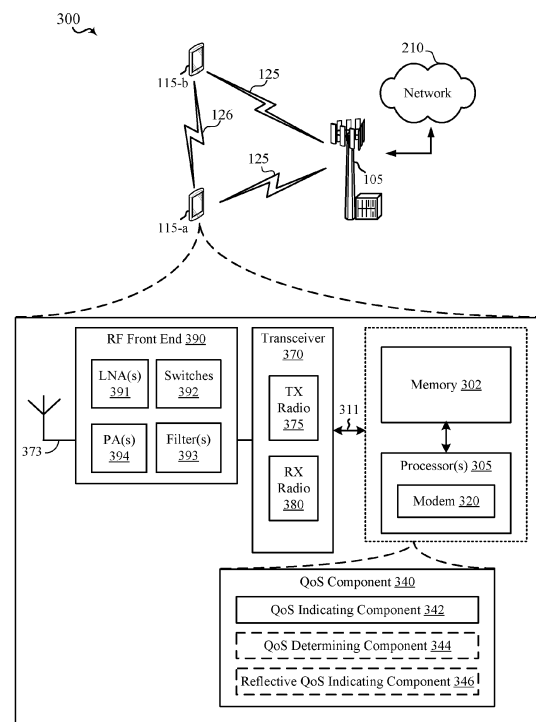 300
210
115-b
125
Network
126
125
105
115-a
RF Front End 390
LNA(s)
391
Switches
392
PA(s)
394
Filter(s)
393
373
Transceiver
370
TX
Radio
375
RX
Radio
380
311
Memory 302
Processor(s) 305
Modem 320
QoS Component 340
QoS Indicating Component 342
QoS Determining Component 344
Reflective QoS Indicating Component 346